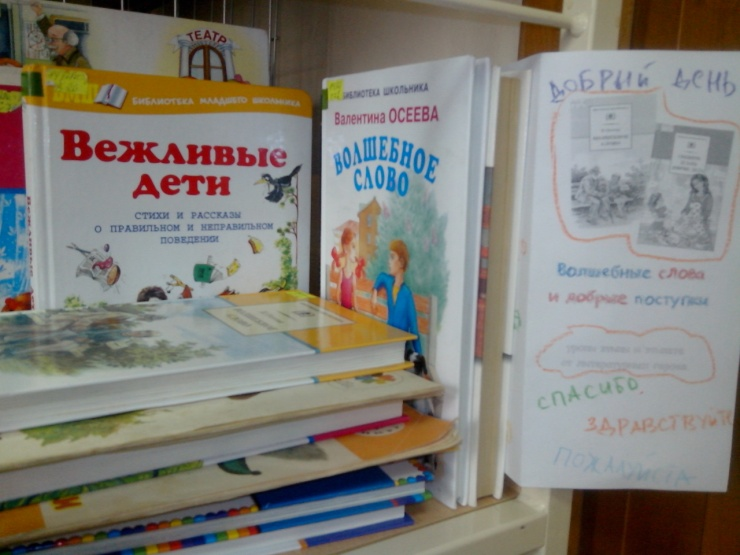 ТЕАТР
БИБЛИОТЕКА МЛАДШЕГО ШКОЛЬНИКА
Вежливые
дети
СТИХИ И РАССКАЗЫ
О ПРАВИЛЬНОМ И НЕПРАВИЛЬНОМ
ПОВЕДЕНИИ
БИБЛИОТЕКА ШКОЛЬНИКА
Валентина ОСЕЕВА
ВОЛШЕБНОЕ
СЛОВО
ДОБРЫЙ ДЕНЬ
Волшебные слова
и добрые поступки
СПАСИБО.
ЗДРАВСТВУЙТЕ
ПОЖАЛУЙСТА